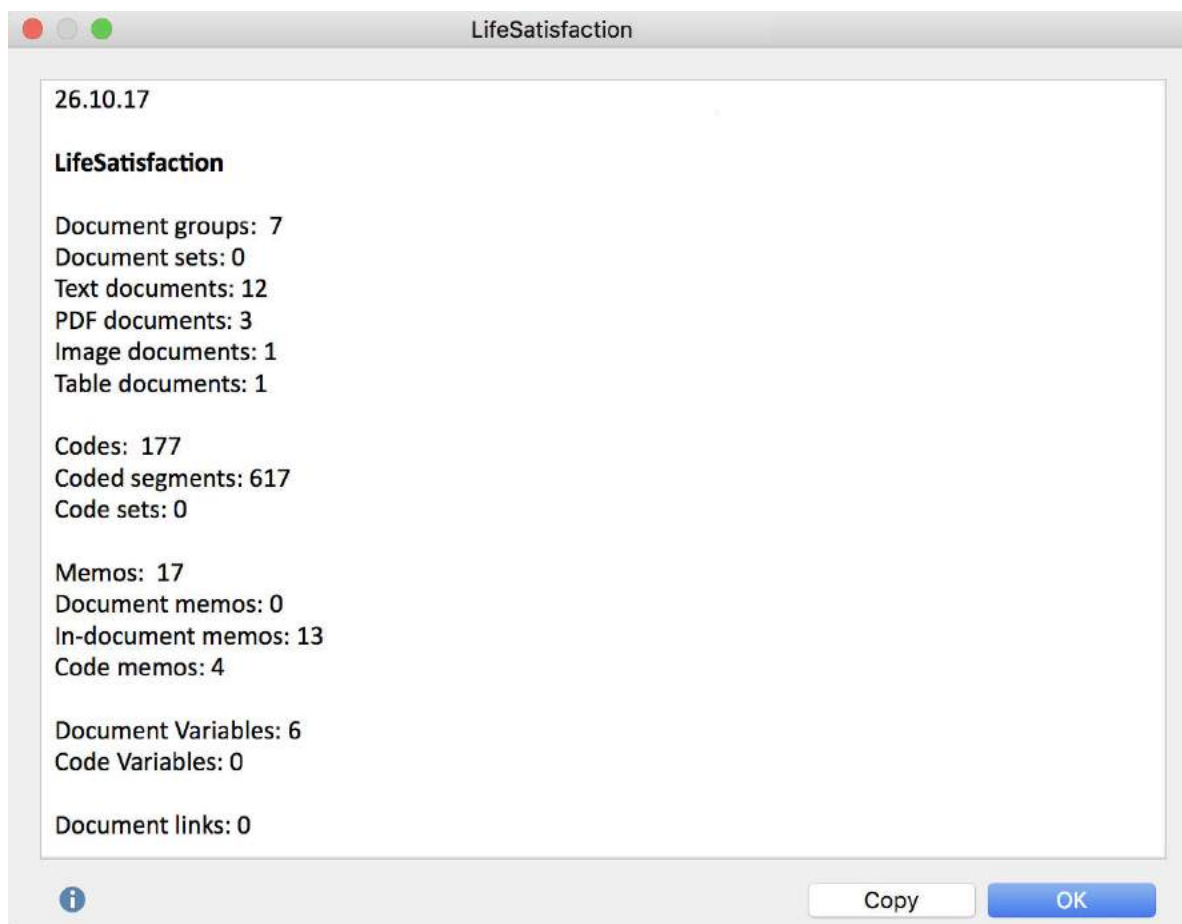 LifeSatisfaction
26.10.17
LifeSatisfaction
Document groups:  7
Document sets: 0
Text documents: 12
PDF documents: 3
Image documents: 1
Table documents: 1
Codes:  177
Coded segments: 617
Code sets: 0
Memos:  17
Document memos: 0
In-document memos: 13
Code memos: 4
Document Variables: 6
Code Variables: 0
Document links: 0
Copy
OK